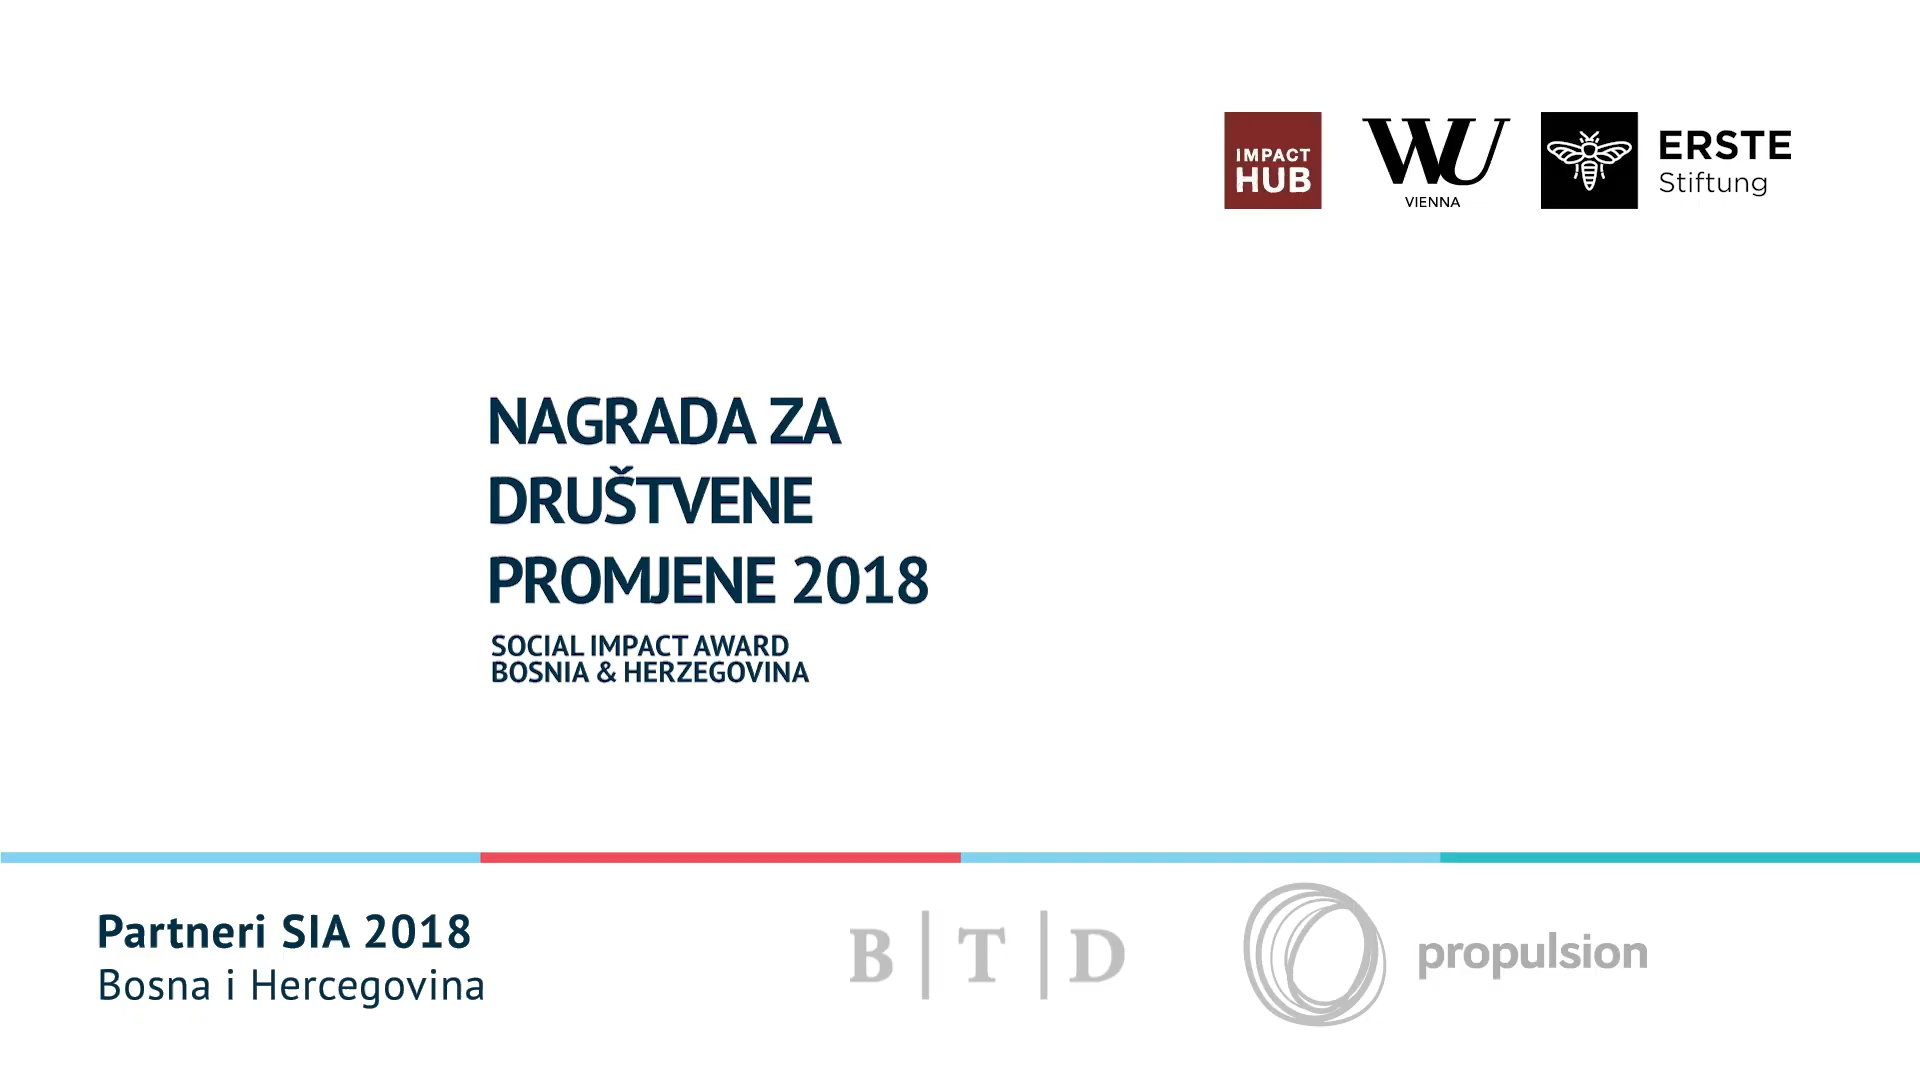 IMPACT
HUB
WU
VIENNA
ERSTE
Stiftung
NAGRADA ZA
DRUŠTVENE
PROMJENE 2018
SOCIAL IMPACT AWARD
BOSNIA & HERZEGOVINA
Partneri SIA 2018
Bosna i Hercegovina
B|T|D
propulsion